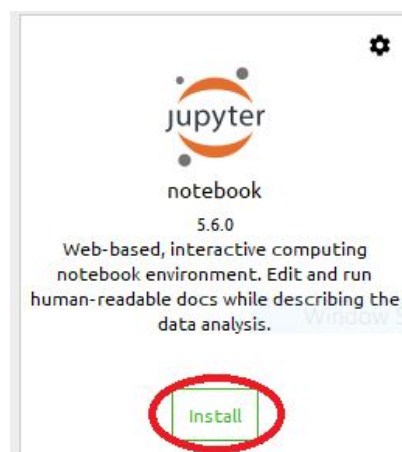 jupyter
notebook
5.6.0
Web-based, interactive computing
notebook environment. Edit and run
human-readable docs while describing the
data analysis.
Window S
Install